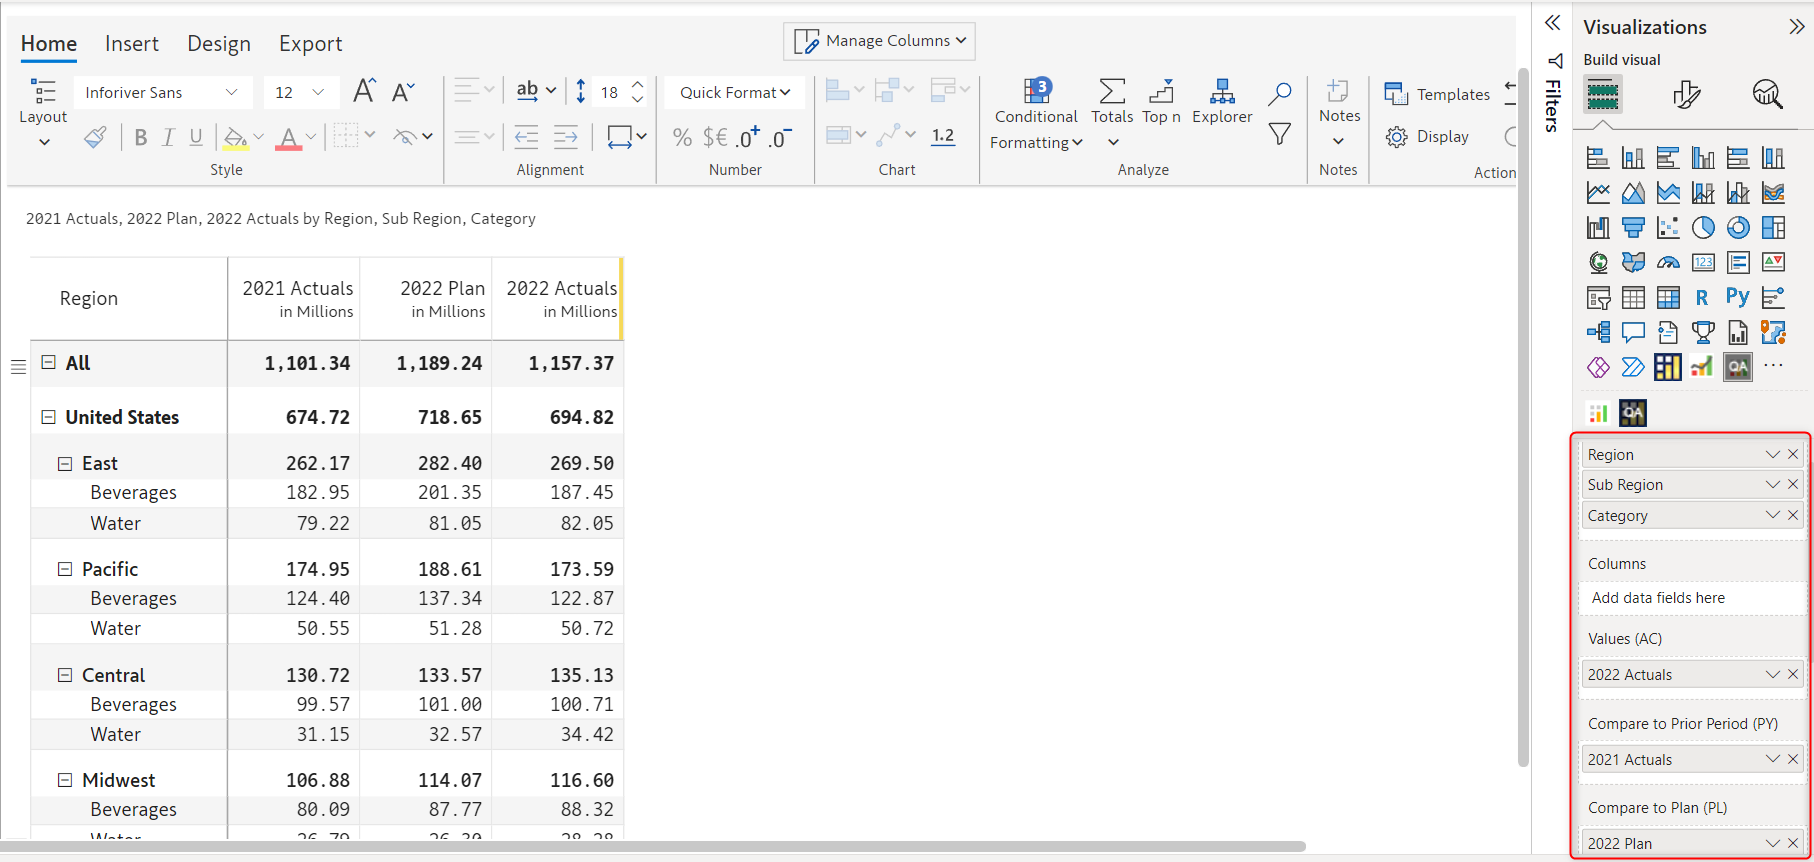 Home Insert Design Export
Manage Columns
Layout
Inforiver Sans 12 A A
B I U A
Style
ab 18
Alignment
Quick Format
% $€ .0+ .0-
Number
1.2
Chart
3
Conditional
Formatting
Totals
Top n
Explorer
Analyze
Notes
Notes
Templates
Display
Action
2021 Actuals, 2022 Plan, 2022 Actuals by Region, Sub Region, Category
Region
2021 Actuals
in Millions
2022 Plan
in Millions
2022 Actuals
in Millions
All 1,101.34 1,189.24 1,157.37
United States 674.72 718.65 694.82
East 262.17 282.40 269.50
Beverages 182.95 201.35 187.45
Water 79.22 81.05 82.05
Pacific 174.95 188.61 173.59
Beverages 124.40 137.34 122.87
Water 50.55 51.28 50.72
Central 130.72 133.57 135.13
Beverages 99.57 101.00 100.71
Water 31.15 32.57 34.42
Midwest 106.88 114.07 116.60
Beverages 80.09 87.77 88.32
Filters
Visualizations
Build visual
123
R Py
QA
QA
Region
Sub Region
Category
Columns
Add data fields here
Values (AC)
2022 Actuals
Compare to Prior Period (PY)
2021 Actuals
Compare to Plan (PL)
2022 Plan